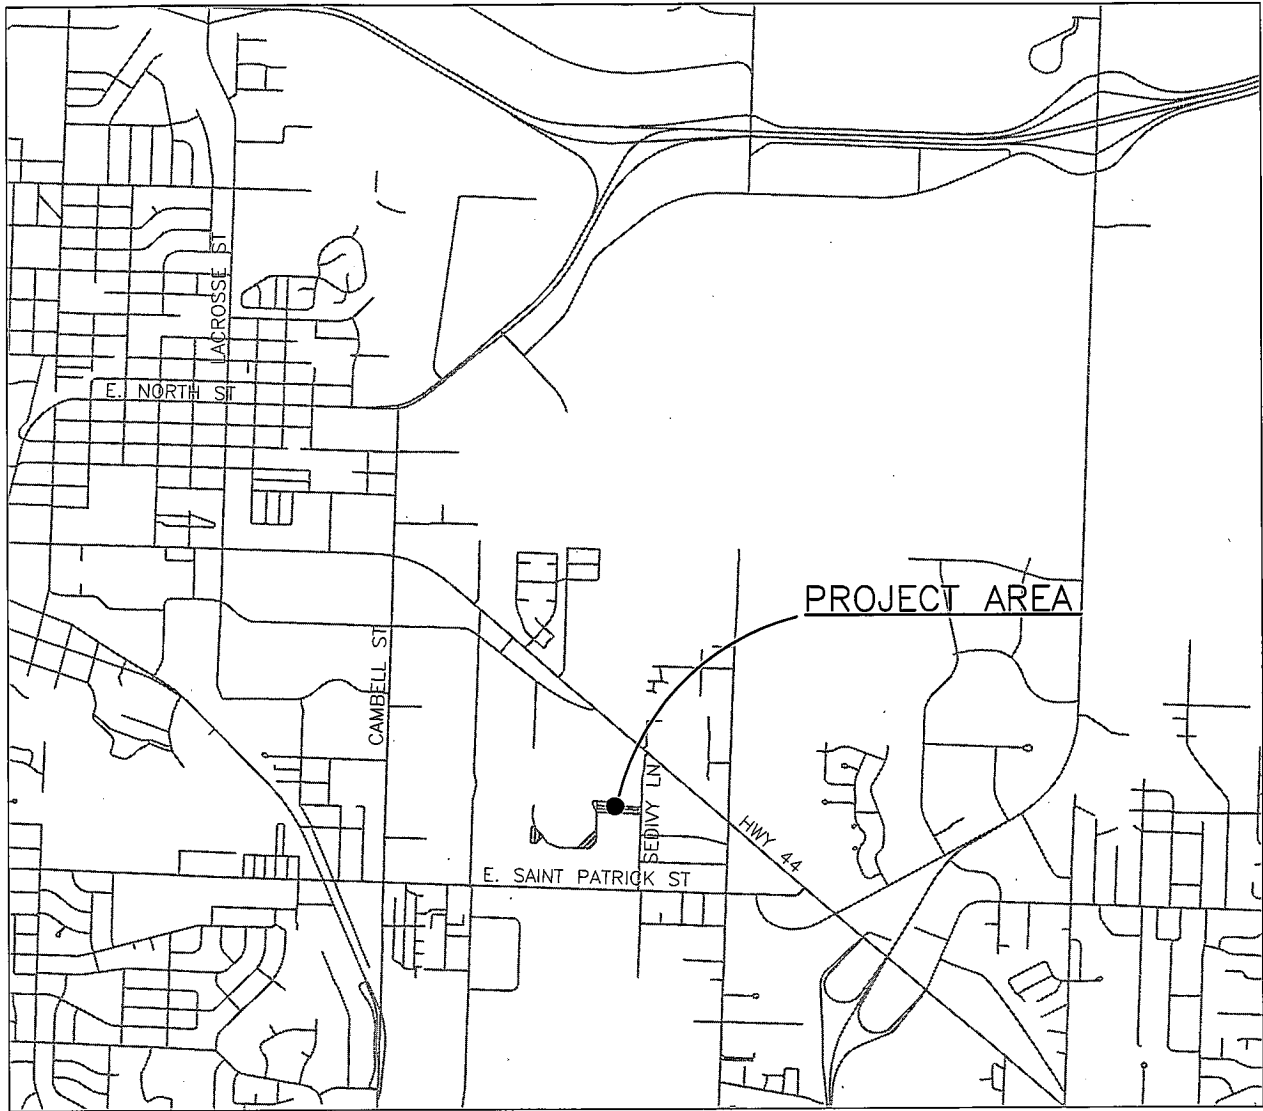 LACROSSE ST
E. NORTH ST
PROJECT AREA
CAMBELL ST
SEDIVY LN
HWY 44
E. SAINT PATRICK ST